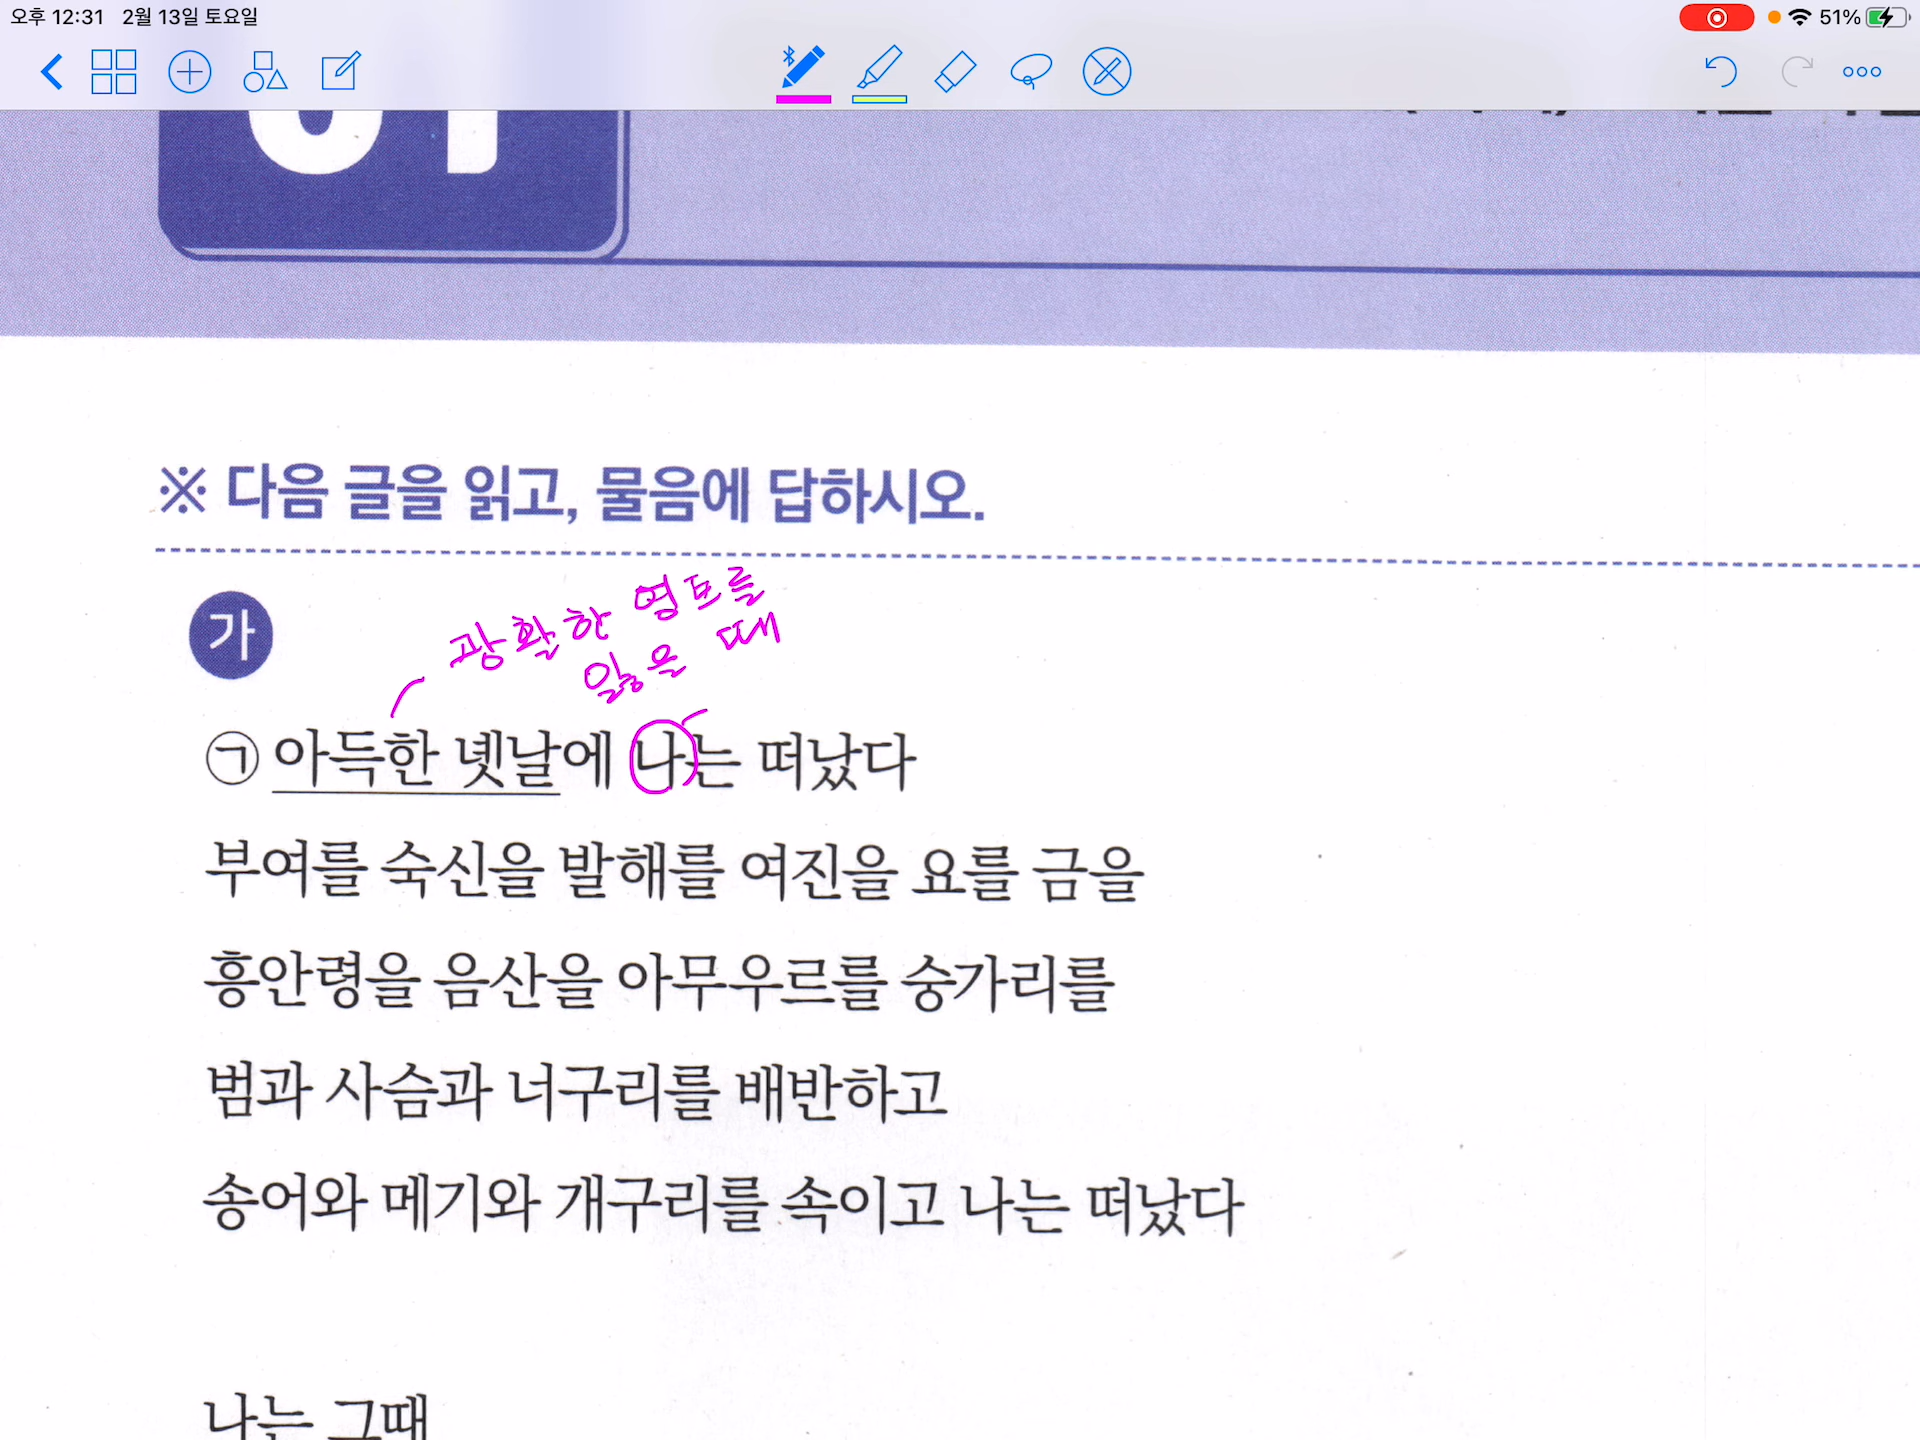 오후 12:31 2월 13일 토요일
51%
※ 다음 글을 읽고, 물음에 답하시오.
가
광활한 영토를
잃을 때
㉠ 아득한 녯날에 나는 떠났다
부여를 숙신을 발해를 여진을 요를 금을
흥안령을 음산을 아무우르를 숭가리를
범과 사슴과 너구리를 배반하고
송어와 메기와 개구리를 속이고 나는 떠났다
나는 그때